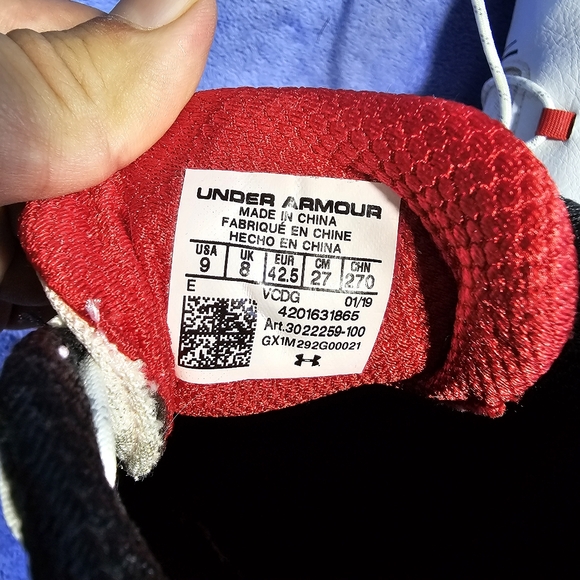 UNDER ARMOUR
MADE IN CHINA
FABRIQUÉ EN CHINE
HECHO EN CHINA
USA UK EUR CM CHN
9 8 42.5 27 270
E VCDG 01/19
4201631865
Art.3022259-100
GX1M292G00021